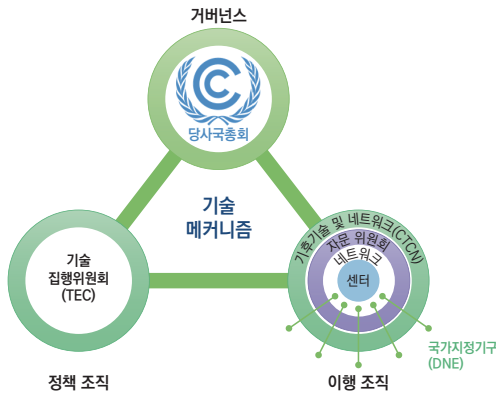 거버넌스
당사국총회
기술
메커니즘
기술
집행위원회
(TEC)
기후기술 및 네트워크(CTCN)
자문 위원회
네트워크
센터
국가지정기구
(DNE)
정책 조직
이행 조직